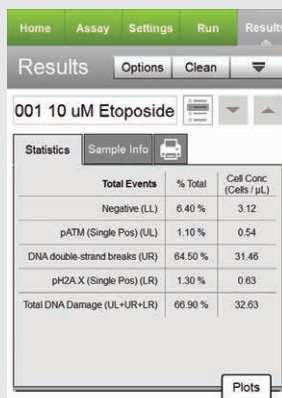 Home Assay Settings Run Results
Results Options Clean
001 10 uM Etoposide
Statistics Sample Info
Total Events % Total Cell Conc (Cells / µL)
Negative (LL) 6.40 % 3.12
pATM (Single Pos) (UL) 1.10 % 0.54
DNA double-strand breaks (UR) 64.50 % 31.46
pH2A.X (Single Pos) (LR) 1.30 % 0.63
Total DNA Damage (UL+UR+LR) 66.90 % 32.63
Plots